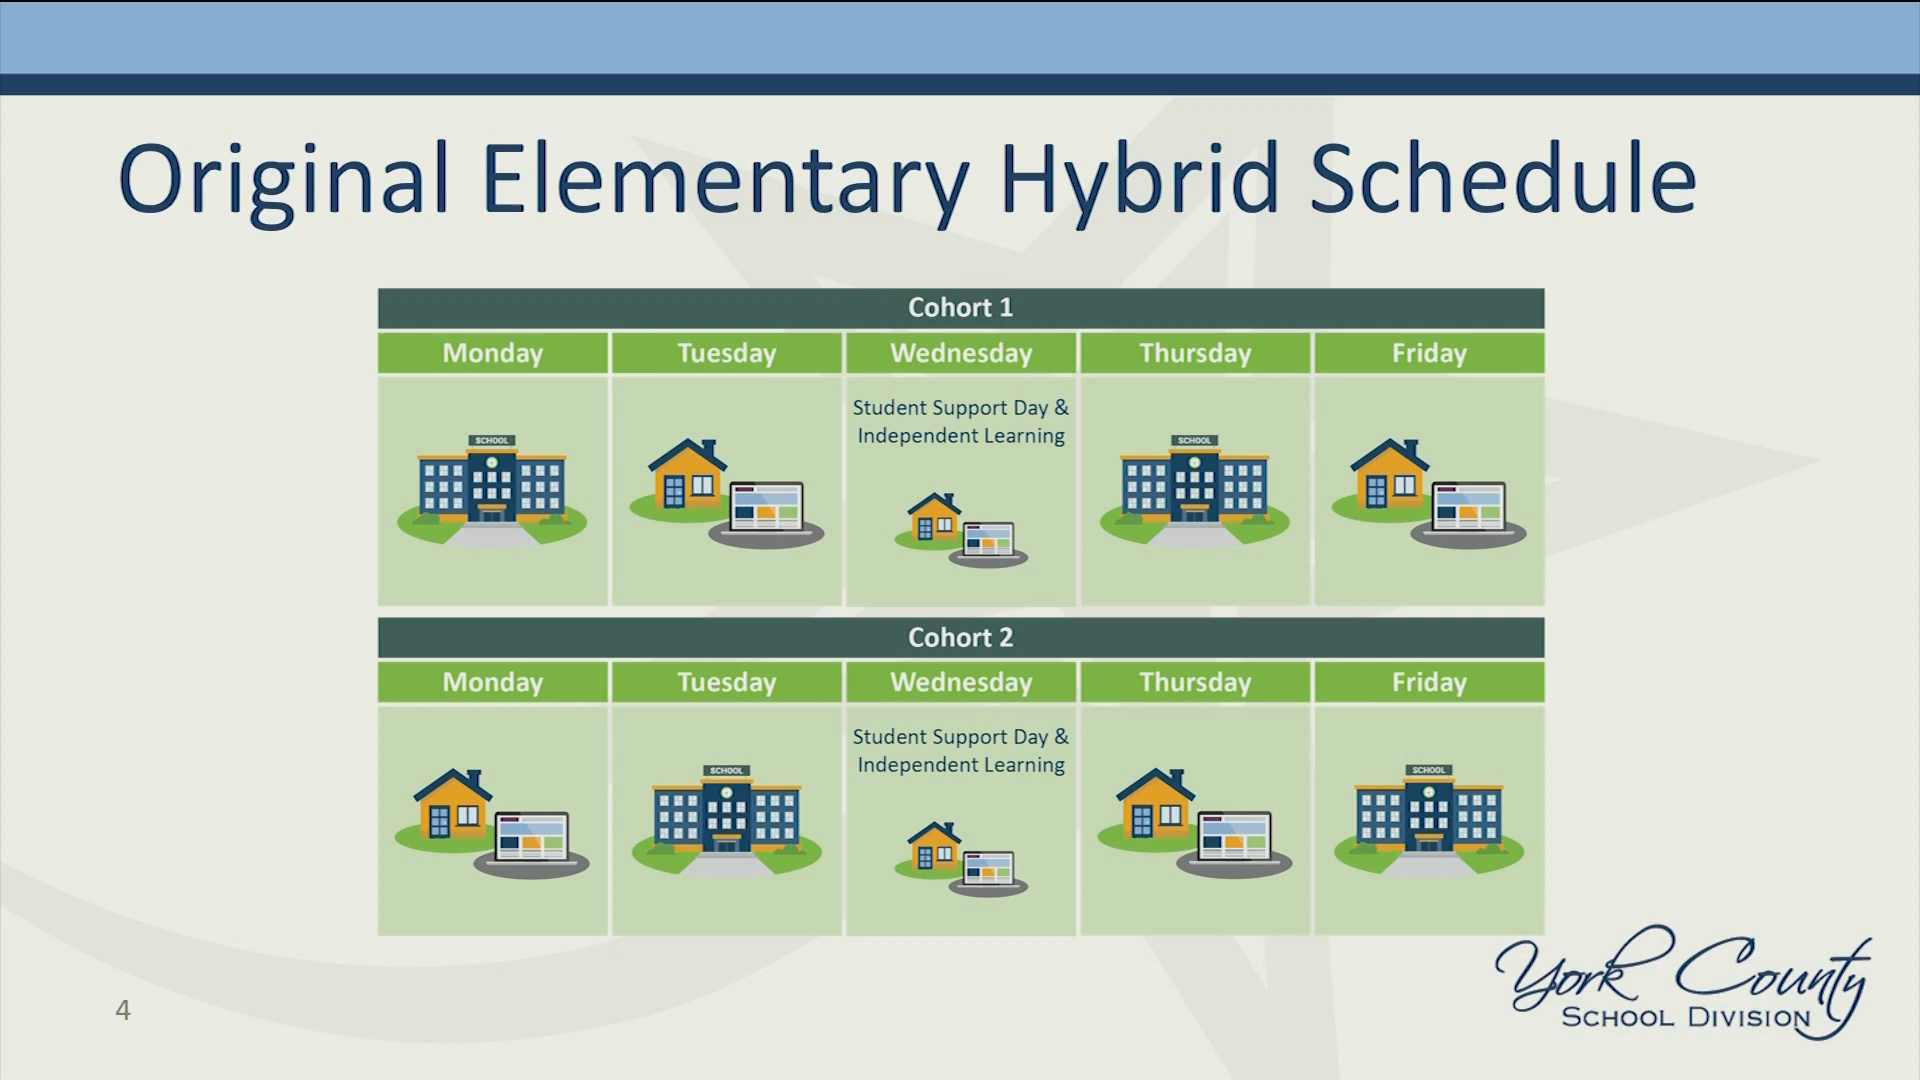 Original Elementary Hybrid Schedule
Cohort 1
Monday Tuesday Wednesday Thursday Friday
Student Support Day &
Independent Learning
SCHOOL SCHOOL
Cohort 2
Monday Tuesday Wednesday Thursday Friday
Student Support Day &
Independent Learning
SCHOOL SCHOOL
York County
SCHOOL DIVISION
4